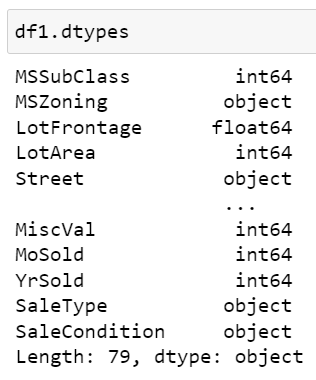 df1.dtypes
MSSubClass int64
MSZoning object
LotFrontage float64
LotArea int64
Street object
...
MiscVal int64
MoSold int64
YrSold int64
SaleType object
SaleCondition object
Length: 79, dtype: object